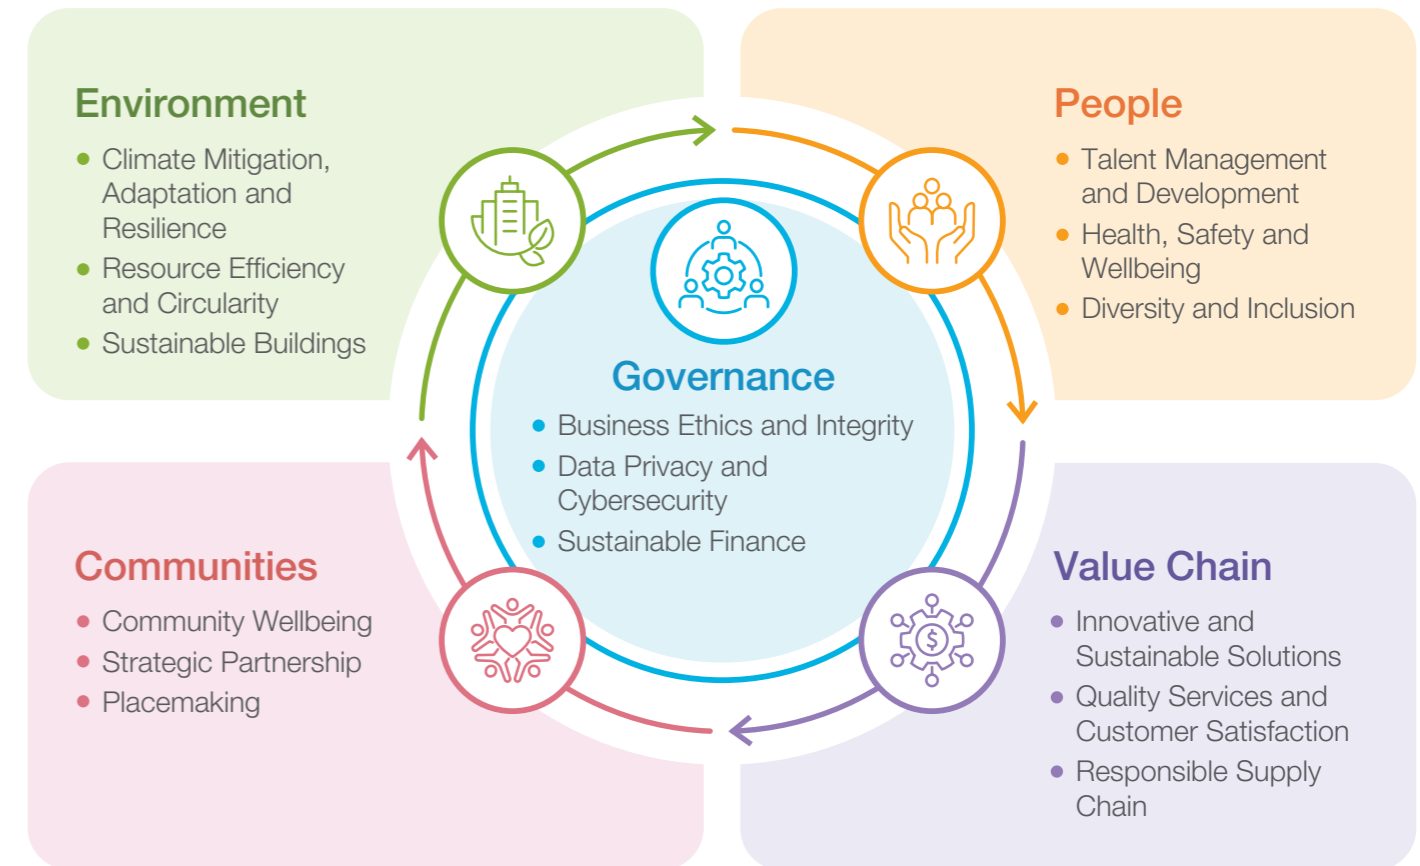 Environment
• Climate Mitigation,
Adaptation and
Resilience
• Resource Efficiency
and Circularity
• Sustainable Buildings
People
• Talent Management
and Development
• Health, Safety and
Wellbeing
• Diversity and Inclusion
Governance
• Business Ethics and Integrity
• Data Privacy and
Cybersecurity
• Sustainable Finance
Communities
• Community Wellbeing
• Strategic Partnership
• Placemaking
Value Chain
• Innovative and
Sustainable Solutions
• Quality Services and
Customer Satisfaction
• Responsible Supply
Chain
$